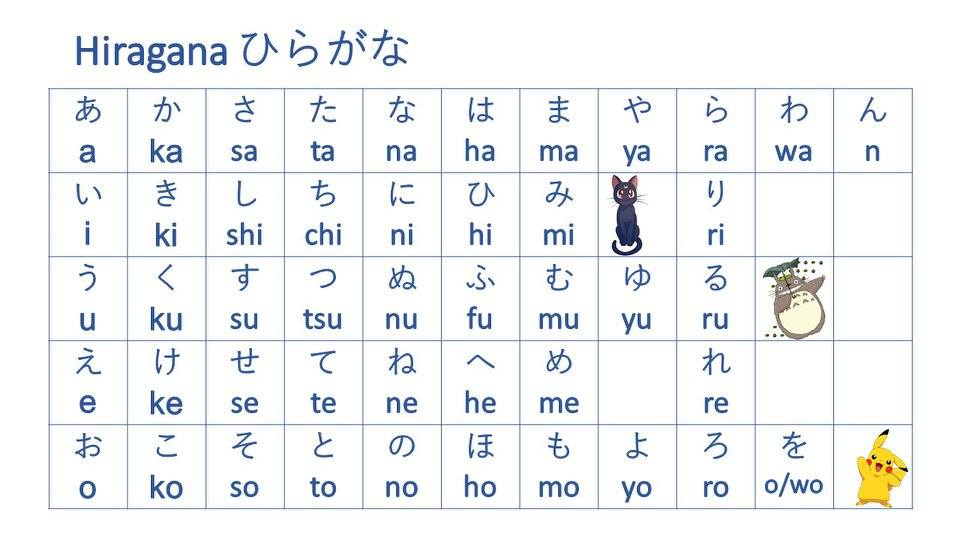 Hiragana ひらがな
あ か さ た な は ま や ら わ ん
a ka sa ta na ha ma ya ra wa n
い き し ち に ひ み り
i ki shi chi ni hi mi ri
う く す つ ぬ ふ む ゆ る
u ku su tsu nu fu mu yu ru
え け せ て ね へ め れ
e ke se te ne he me re
お こ そ と の ほ も よ ろ を
o ko so to no ho mo yo ro o/wo